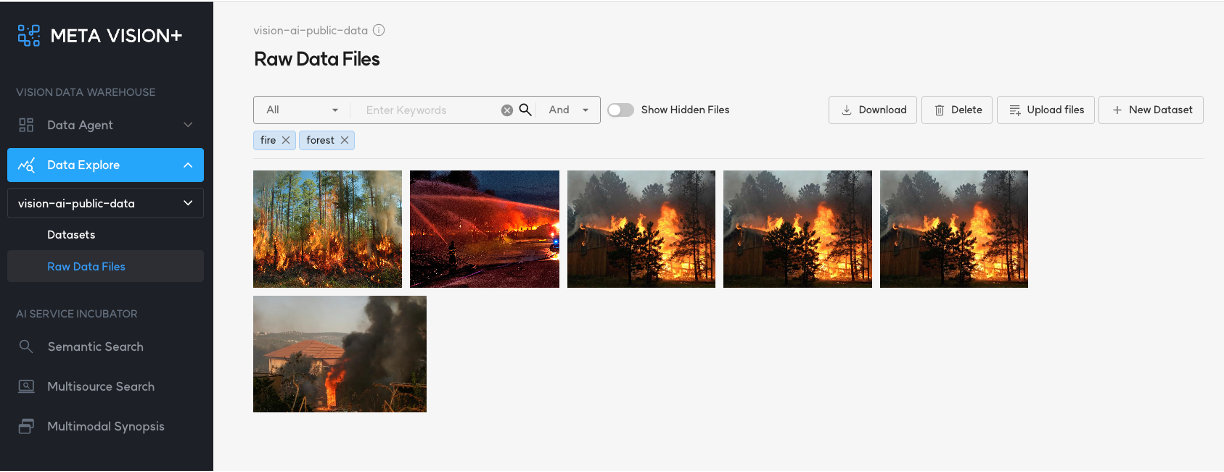 META VISION+
VISION DATA WAREHOUSE
Data Agent
Data Explore
vision-ai-public-data
Datasets
Raw Data Files
AI SERVICE INCUBATOR
Semantic Search
Multisource Search
Multimodal Synopsis
vision-ai-public-data
Raw Data Files
All Enter Keywords And Show Hidden Files Download Delete Upload files New Dataset
fire forest